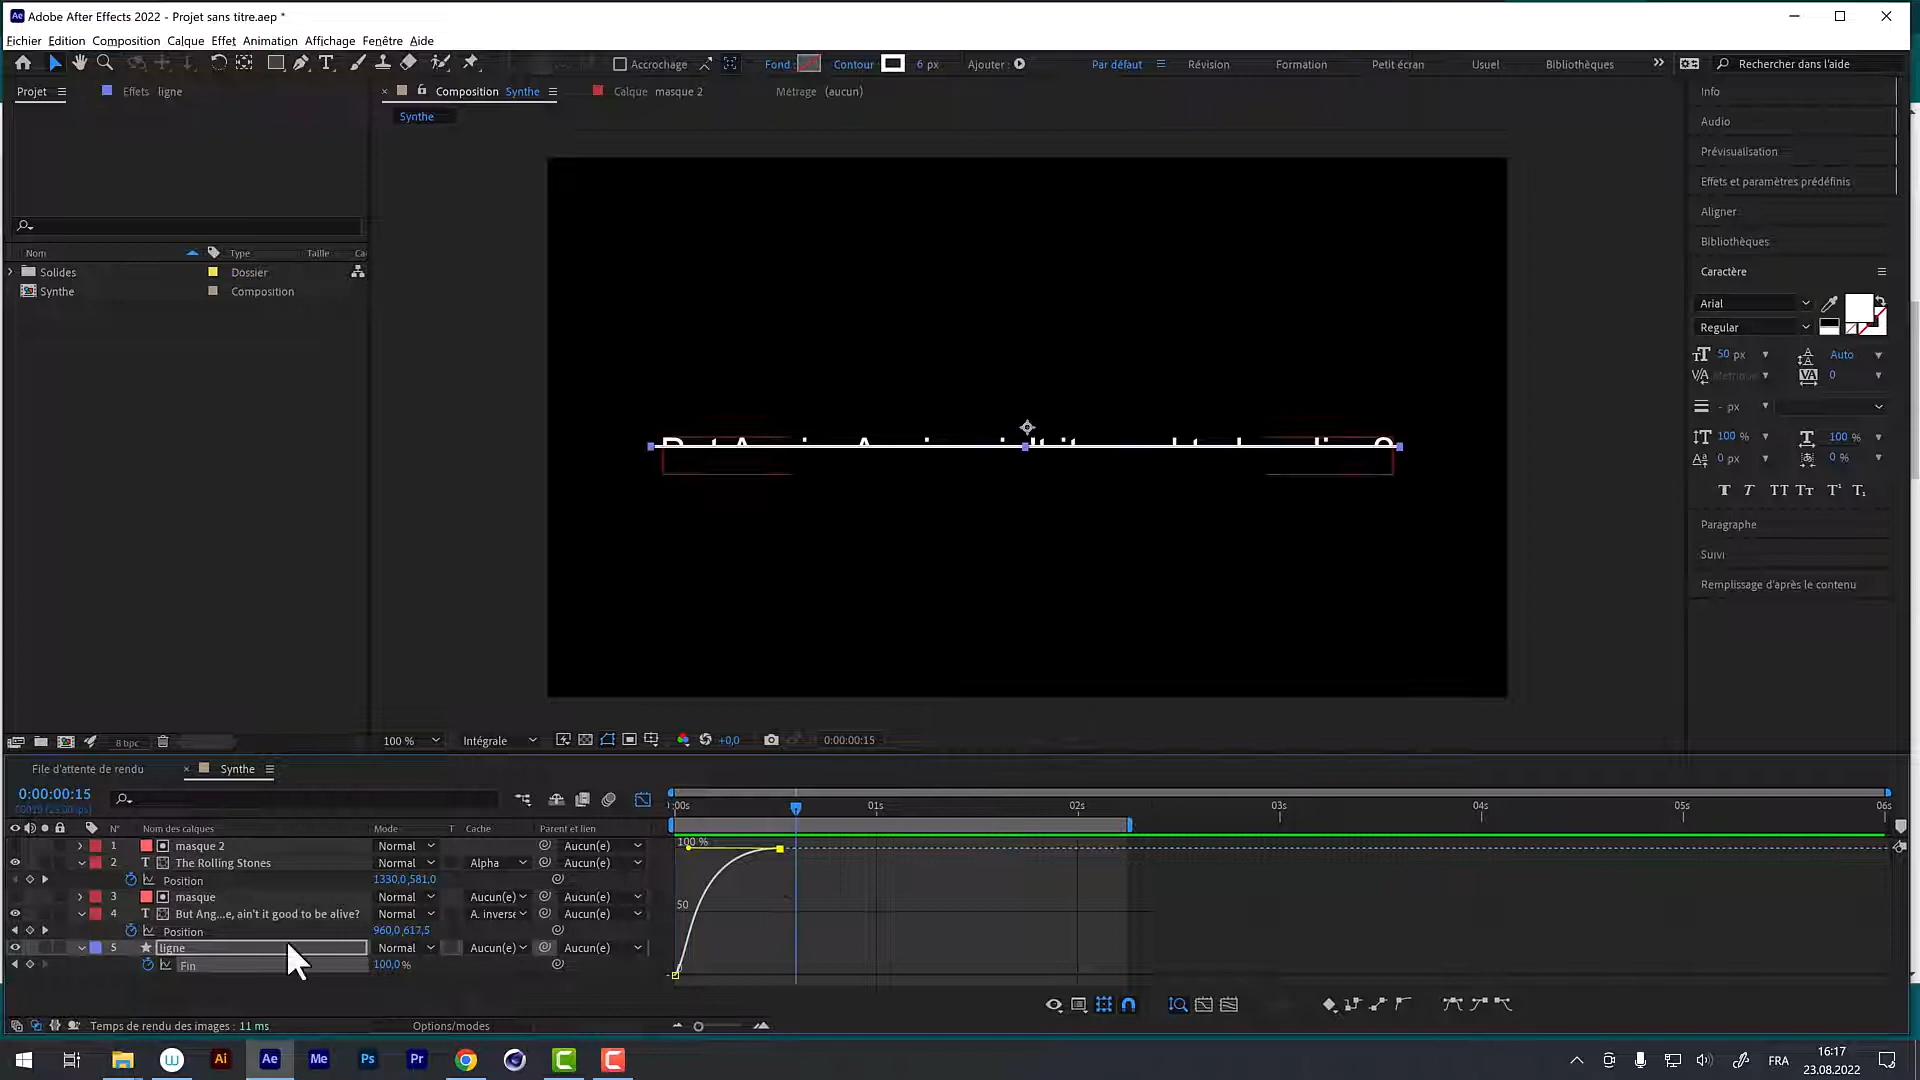 Adobe After Effects 2022 - Projet sans titre.aep *
Fichier Edition Composition Calque Effet Animation Affichage Fenêtre Aide
Accrochage Fond : Contour 6 px Ajouter : Par défaut Révision Formation Petit écran Usuel Bibliothèques Rechercher dans l'aide
Projet Effets ligne Composition Synthe Calque masque 2 Métrage (aucun)
Synthe
Nom Type Taille Ca
Solides Dossier
Synthe Composition
Info
Audio
Prévisualisation
Effets et paramètres prédéfinis
Aligner
Bibliothèques
Caractère
Arial
Regular
50 px Auto
Métrique 0
- px
100 % 100 %
0 px 0 %
Paragraphe
Suivi
Remplissage d'après le contenu
8 bpc 100 % Intégrale +0,0 0:00:00:15
File d'attente de rendu Synthe
0:00:00:15
:00s 01s 02s 03s 04s 05s 06s
N° Nom des calques Mode T Cache Parent et lien
1 masque 2 Normal Aucun(e)
2 T The Rolling Stones Normal Alpha Aucun(e)
Position 1330,0,581,0
3 masque Normal Aucun(e) Aucun(e)
4 T But Ang...e, ain't it good to be alive? Normal A. inverse Aucun(e)
Position 960,0,617,5
5 ligne Normal Aucun(e) Aucun(e)
Fin 100,0 %
100 %
50
0
Temps de rendu des images : 11 ms Options/modes
Ai Ae Me Ps Pr
FRA
16:17
23.08.2022